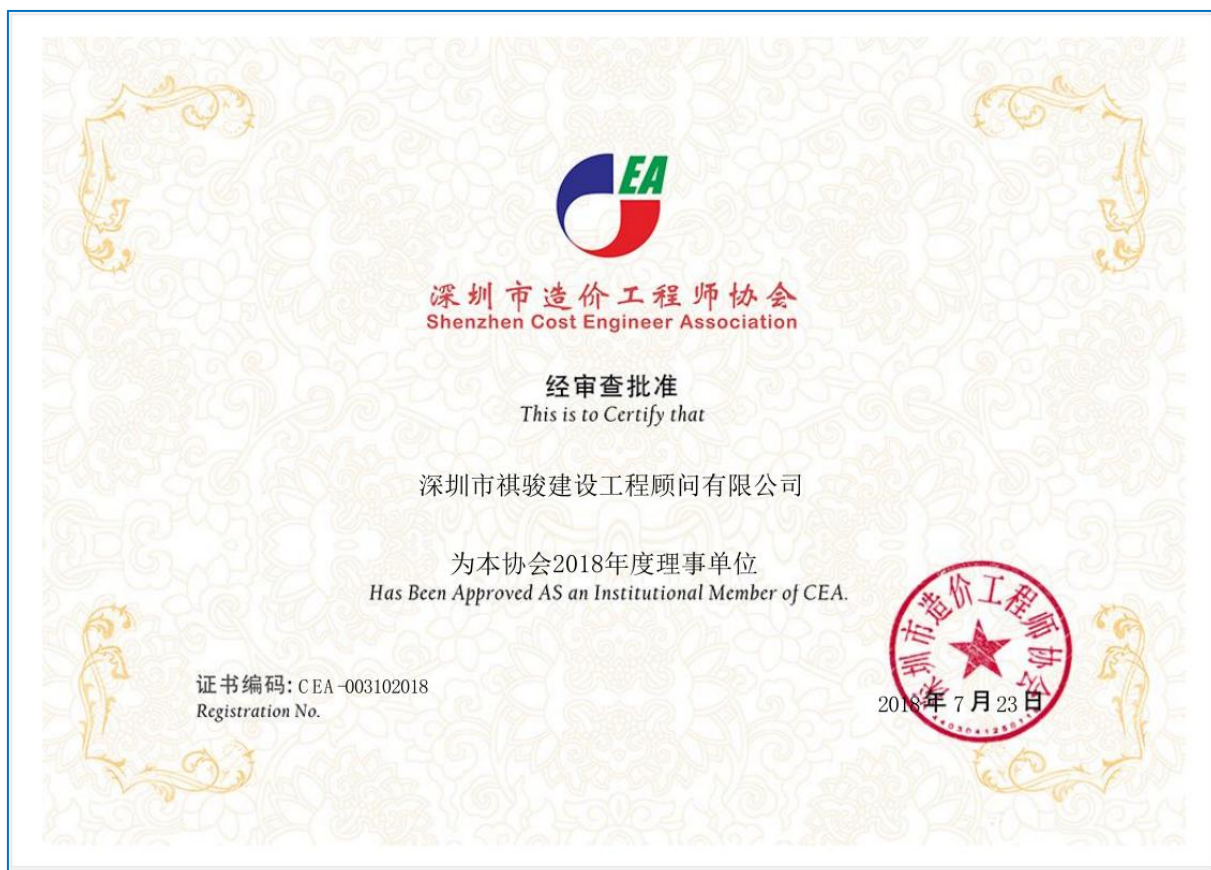 EA
深圳市造价工程师协会
Shenzhen Cost Engineer Association
经审查批准
This is to Certify that
深圳市祺骏建设工程顾问有限公司
为本协会2018年度理事单位
Has Been Approved AS an Institutional Member of CEA.
深圳市造价工程师协会
证书编码: CEA-003102018
Registration No.
2018年7月23日